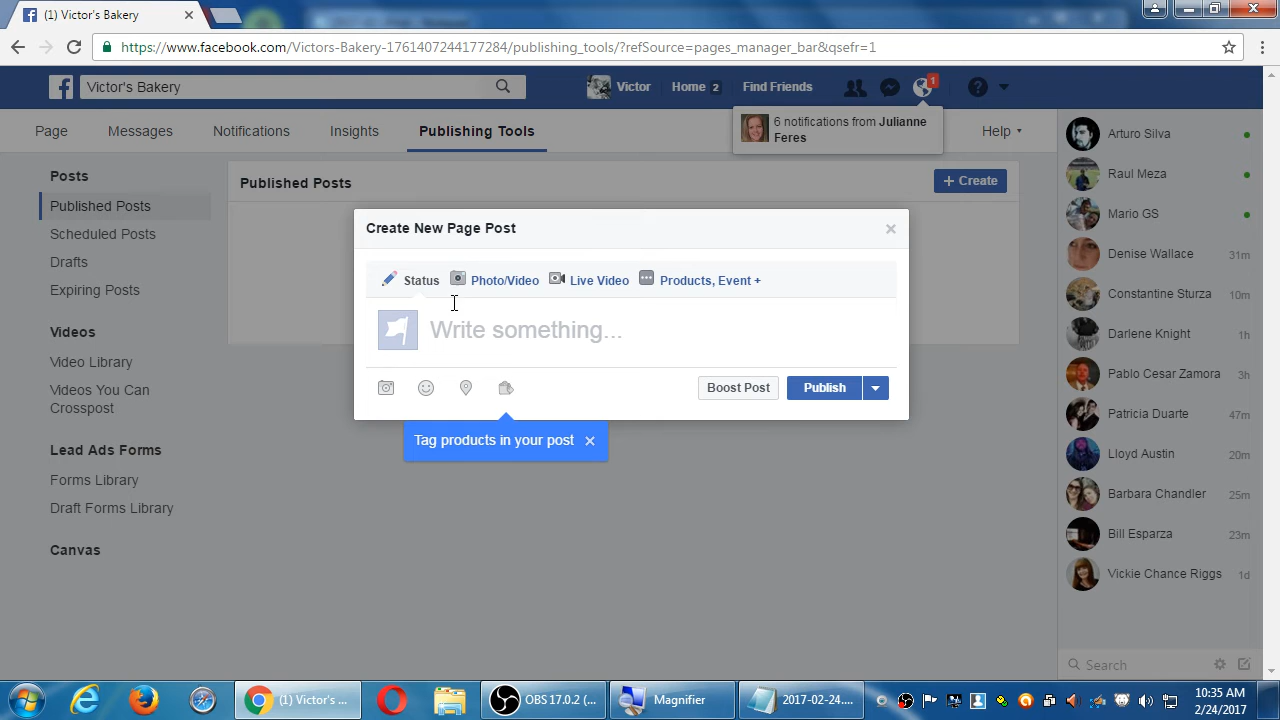 (1) Victor's Bakery
https://www.facebook.com/Victors-Bakery-1761407244177284/publishing_tools/?refSource=pages_manager_bar&qsefr=1
Victor's Bakery
Victor
Home 2
Find Friends
1
Page
Messages
Notifications
Insights
Publishing Tools
Help
6 notifications from Julianne
Feres
Posts
Published Posts
Scheduled Posts
Drafts
Expiring Posts
Videos
Video Library
Videos You Can
Crosspost
Lead Ads Forms
Forms Library
Draft Forms Library
Canvas
Published Posts
+ Create
Create New Page Post
Status
Photo/Video
Live Video
Products, Event +
Write something...
Boost Post
Publish
Tag products in your post
Arturo Silva
Raul Meza
Mario GS
Denise Wallace 31m
Constantine Sturza 10m
Darlene Knight 1h
Pablo Cesar Zamora 3h
Patricia Duarte 47m
Lloyd Austin 20m
Barbara Chandler 25m
Bill Esparza 23m
Vickie Chance Riggs 1d
Search
(1) Victor's ...
OBS 17.0.2 (...
Magnifier
2017-02-24....
10:35 AM
2/24/2017